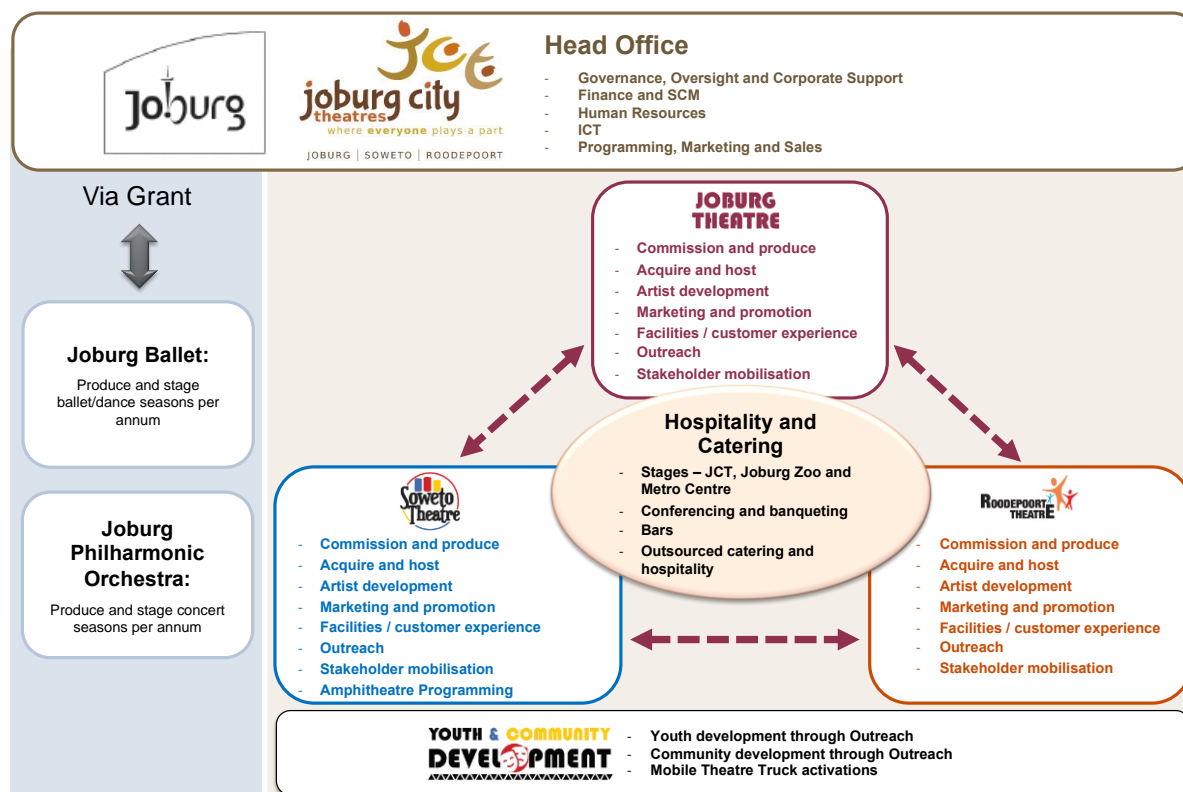 Joburg
joburg city
theatres
where everyone plays a part
JOBURG | SOWETO | ROODEPOORT
Head Office
- Governance, Oversight and Corporate Support
- Finance and SCM
- Human Resources
- ICT
- Programming, Marketing and Sales
Via Grant
Joburg Ballet:
Produce and stage
ballet/dance seasons per
annum
Joburg
Philharmonic
Orchestra:
Produce and stage concert
seasons per annum
JOBURG
THEATRE
- Commission and produce
- Acquire and host
- Artist development
- Marketing and promotion
- Facilities / customer experience
- Outreach
- Stakeholder mobilisation
Hospitality and
Catering
- Stages – JCT, Joburg Zoo and
Metro Centre
- Conferencing and banqueting
- Bars
- Outsourced catering and
hospitality
Soweto
Theatre
- Commission and produce
- Acquire and host
- Artist development
- Marketing and promotion
- Facilities / customer experience
- Outreach
- Stakeholder mobilisation
- Amphitheatre Programming
ROODEPOORT
THEATRE
- Commission and produce
- Acquire and host
- Artist development
- Marketing and promotion
- Facilities / customer experience
- Outreach
- Stakeholder mobilisation
YOUTH & COMMUNITY
DEVELOPMENT
- Youth development through Outreach
- Community development through Outreach
- Mobile Theatre Truck activations